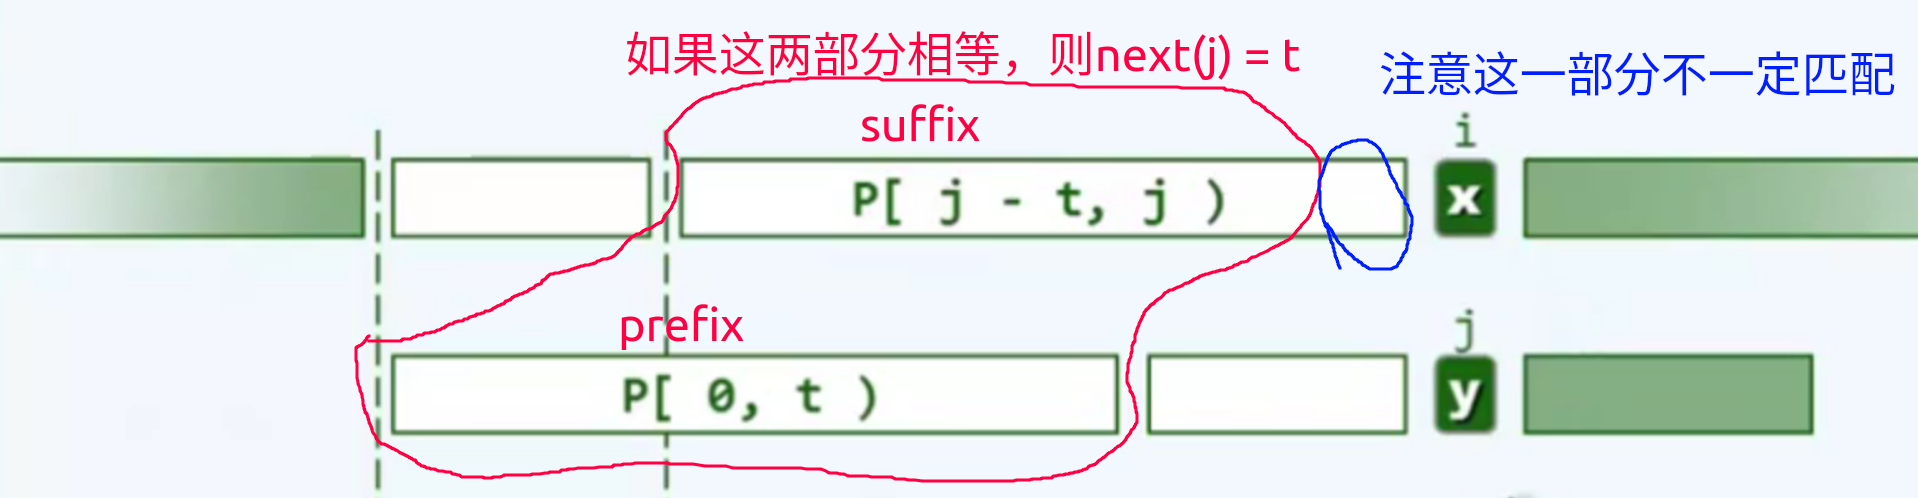 如果这两部分相等，则next(j) = t
注意这一部分不一定匹配
suffix
i
P[ j - t, j )
x
prefix
j
P[ 0, t )
y